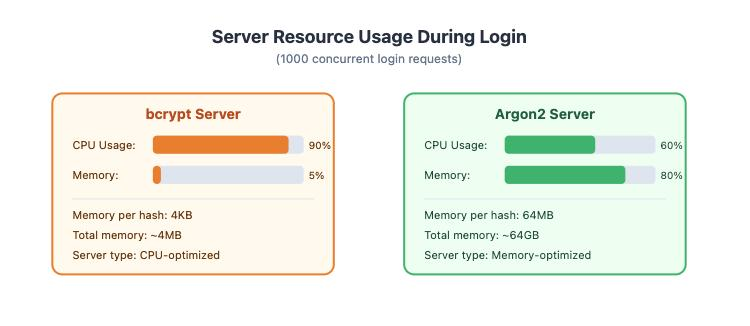 Server Resource Usage During Login
(1000 concurrent login requests)
bcrypt Server
CPU Usage: 90%
Memory: 5%
Memory per hash: 4KB
Total memory: ~4MB
Server type: CPU-optimized
Argon2 Server
CPU Usage: 60%
Memory: 80%
Memory per hash: 64MB
Total memory: ~64GB
Server type: Memory-optimized